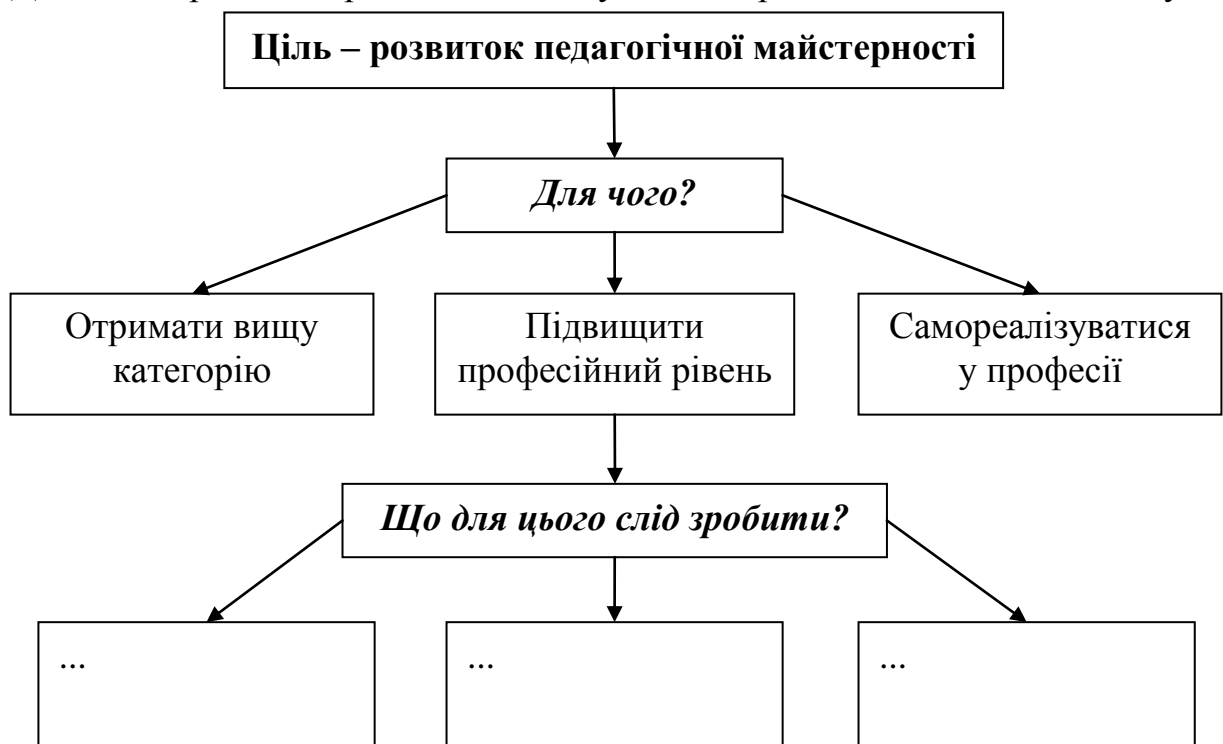 Ціль – розвиток педагогічної майстерності
Для чого?
Отримати вищу
категорію
Підвищити
професійний рівень
Самореалізуватися
у професії
Що для цього слід зробити?
...
...
...